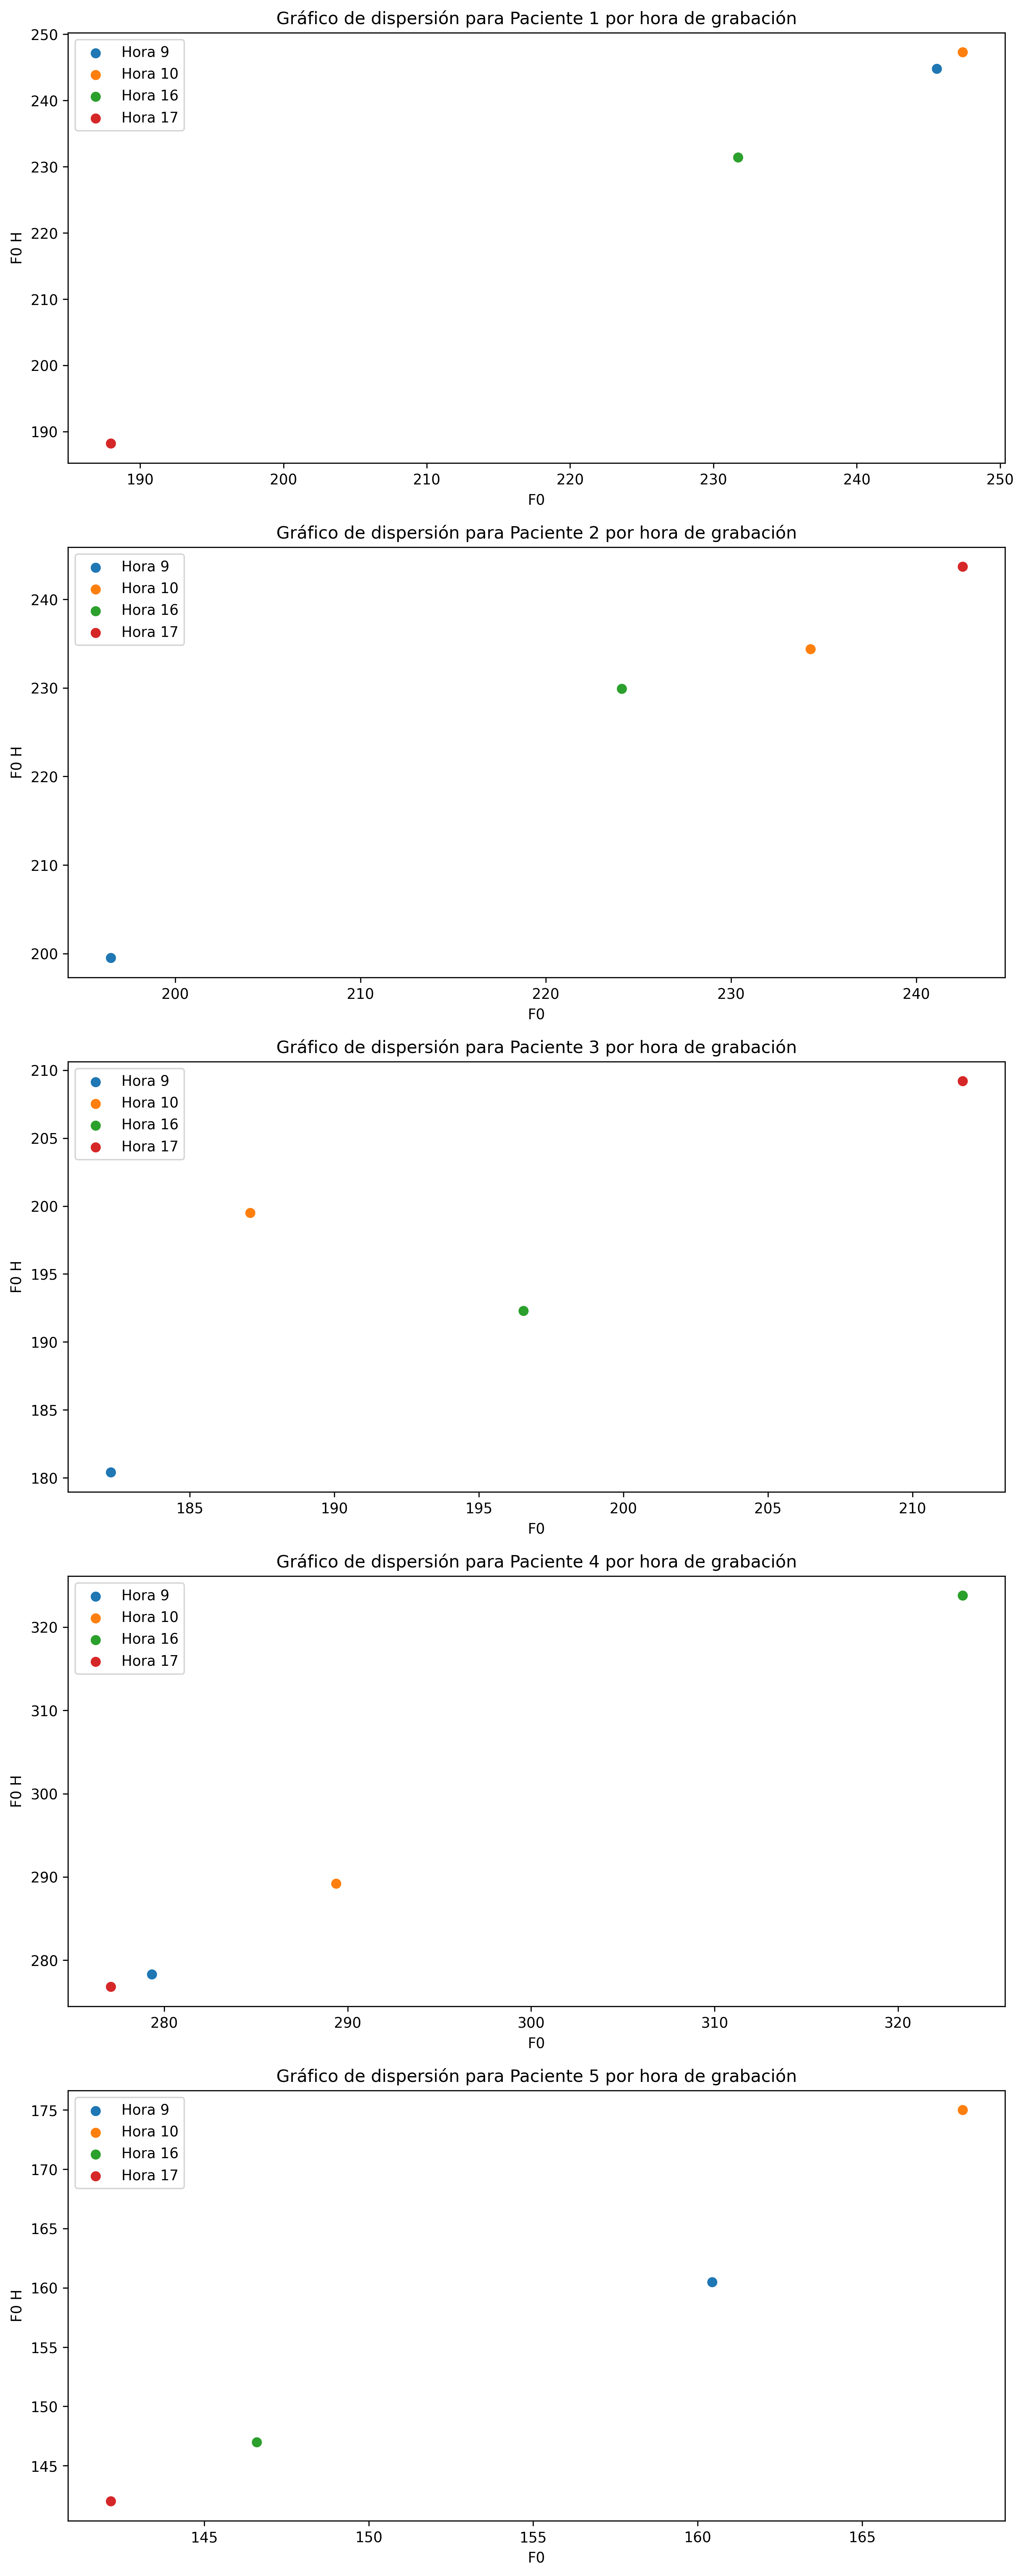 Gráfico de dispersión para Paciente 1 por hora de grabación
250
240
230
220
210
200
190
F0 H
Hora 9
Hora 10
Hora 16
Hora 17
190 200 210 220 230 240 250
F0
Gráfico de dispersión para Paciente 2 por hora de grabación
240
230
220
210
200
F0 H
Hora 9
Hora 10
Hora 16
Hora 17
200 210 220 230 240
F0
Gráfico de dispersión para Paciente 3 por hora de grabación
210
205
200
195
190
185
180
F0 H
Hora 9
Hora 10
Hora 16
Hora 17
185 190 195 200 205 210
F0
Gráfico de dispersión para Paciente 4 por hora de grabación
320
310
300
290
280
F0 H
Hora 9
Hora 10
Hora 16
Hora 17
280 290 300 310 320
F0
Gráfico de dispersión para Paciente 5 por hora de grabación
175
170
165
160
155
150
145
F0 H
Hora 9
Hora 10
Hora 16
Hora 17
145 150 155 160 165
F0